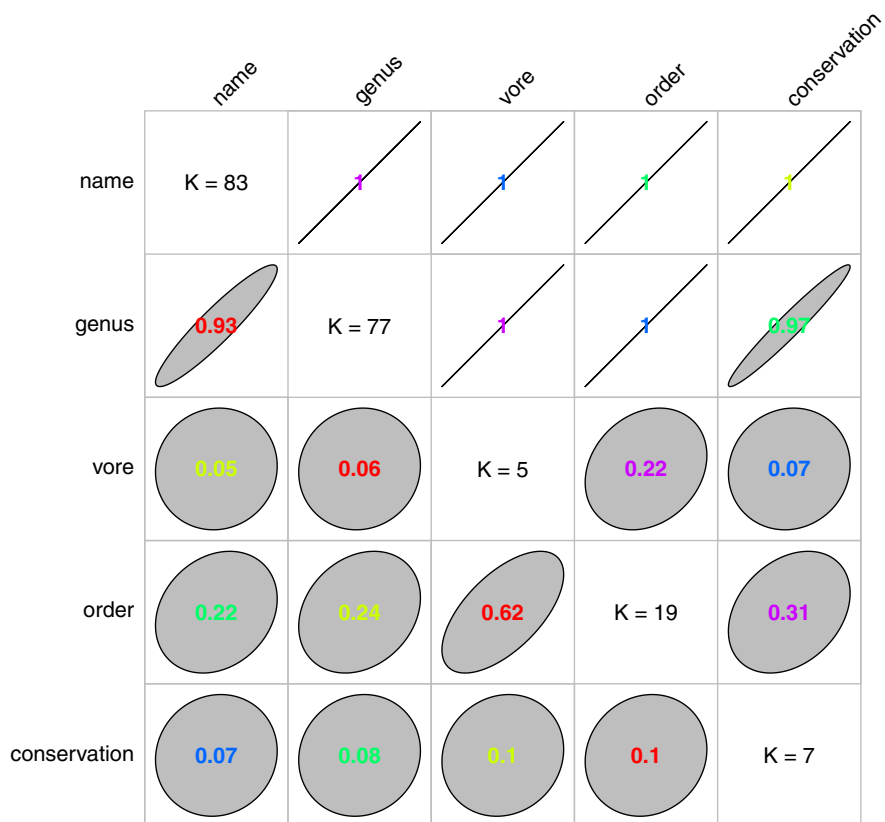 name genus vore order conservation
name K = 83 1 1 1 1
genus 0.93 K = 77 1 1 0.97
vore 0.05 0.06 K = 5 0.22 0.07
order 0.22 0.24 0.62 K = 19 0.31
conservation 0.07 0.08 0.1 0.1 K = 7